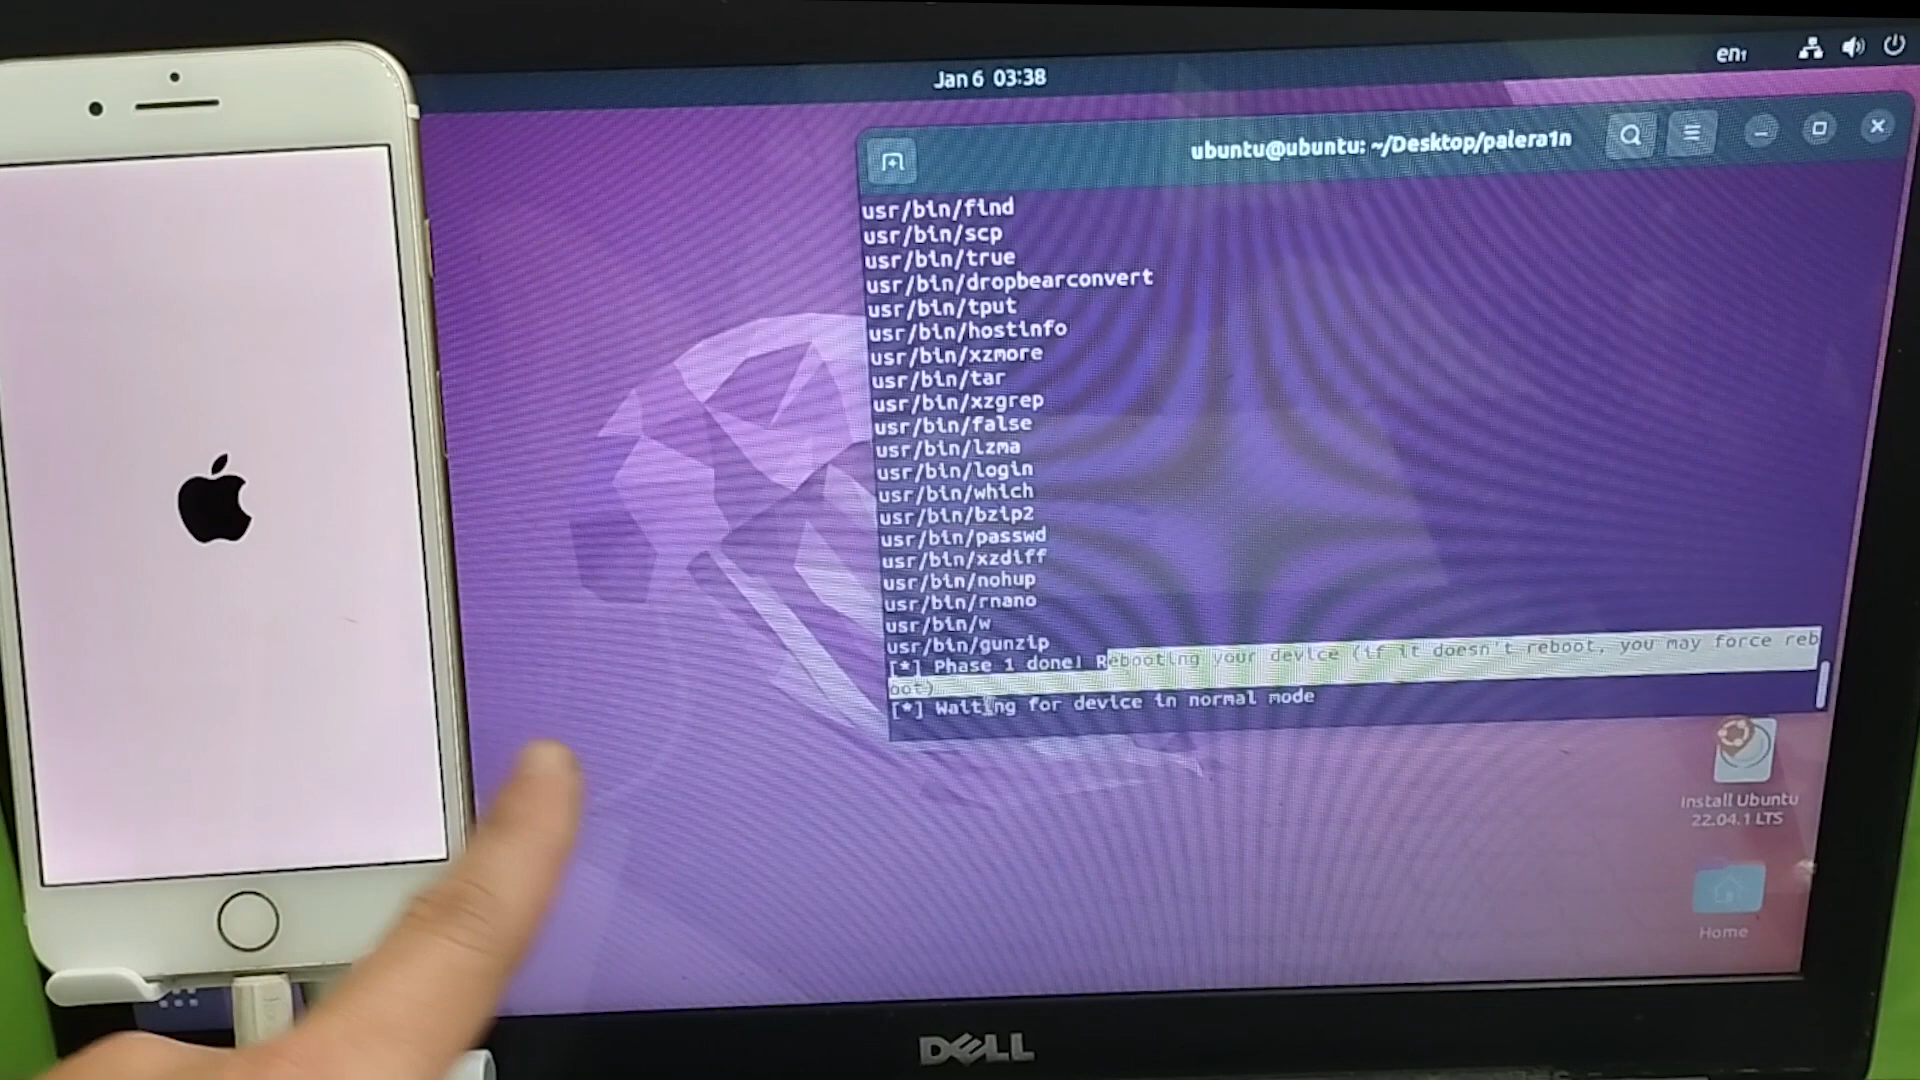 Jan 6 03:38
en₁
ubuntu@ubuntu: ~/Desktop/palera1n
usr/bin/find
usr/bin/scp
usr/bin/true
usr/bin/dropbearconvert
usr/bin/tput
usr/bin/hostinfo
usr/bin/xzmore
usr/bin/tar
usr/bin/xzgrep
usr/bin/false
usr/bin/lzma
usr/bin/login
usr/bin/which
usr/bin/bzip2
usr/bin/passwd
usr/bin/xzdiff
usr/bin/nohup
usr/bin/rnano
usr/bin/w
usr/bin/gunzip
[*] Phase 1 done! Rebooting your device (if it doesn't reboot, you may force reb
oot)
[*] Waiting for device in normal mode
Install Ubuntu
22.04.1 LTS
Home
DELL